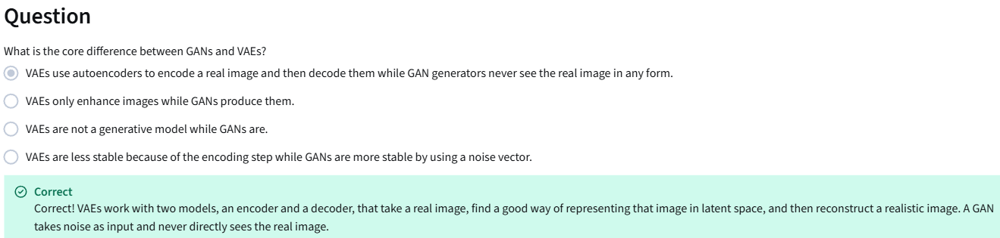 Question
What is the core difference between GANs and VAEs?
VAEs use autoencoders to encode a real image and then decode them while GAN generators never see the real image in any form.
VAEs only enhance images while GANs produce them.
VAEs are not a generative model while GANs are.
VAEs are less stable because of the encoding step while GANs are more stable by using a noise vector.
Correct
Correct! VAEs work with two models, an encoder and a decoder, that take a real image, find a good way of representing that image in latent space, and then reconstruct a realistic image. A GAN
takes noise as input and never directly sees the real image.